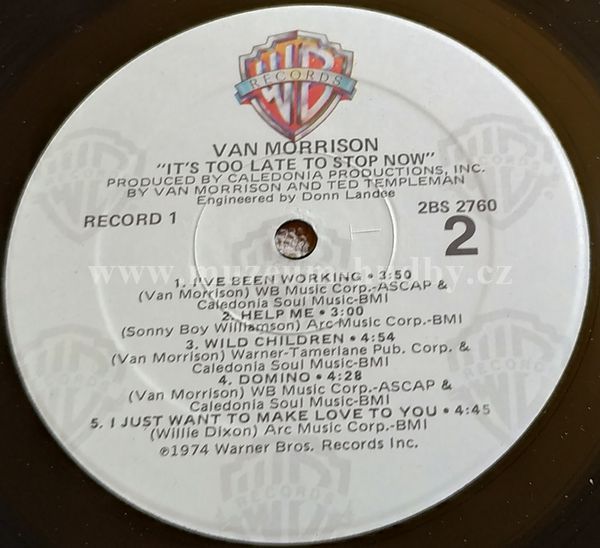 RECORDS
VAN MORRISON
"IT'S TOO LATE TO STOP NOW"
PRODUCED BY CALEDONIA PRODUCTIONS, INC.
BY VAN MORRISON AND TED TEMPLEMAN
Engineered by Donn Landee
RECORD 1
2BS 2760
2
1. I'VE BEEN WORKING • 3:50
(Van Morrison) WB Music Corp.-ASCAP &
Caledonia Soul Music-BMI
2. HELP ME • 3:00
(Sonny Boy Williamson) Arc Music Corp.-BMI
3. WILD CHILDREN • 4:54
(Van Morrison) Warner-Tamerlane Pub. Corp. &
Caledonia Soul Music-BMI
4. DOMINO • 4:28
(Van Morrison) WB Music Corp.-ASCAP &
Caledonia Soul Music-BMI
5. I JUST WANT TO MAKE LOVE TO YOU • 4:45
(Willie Dixon) Arc Music Corp.-BMI
℗1974 Warner Bros. Records Inc.